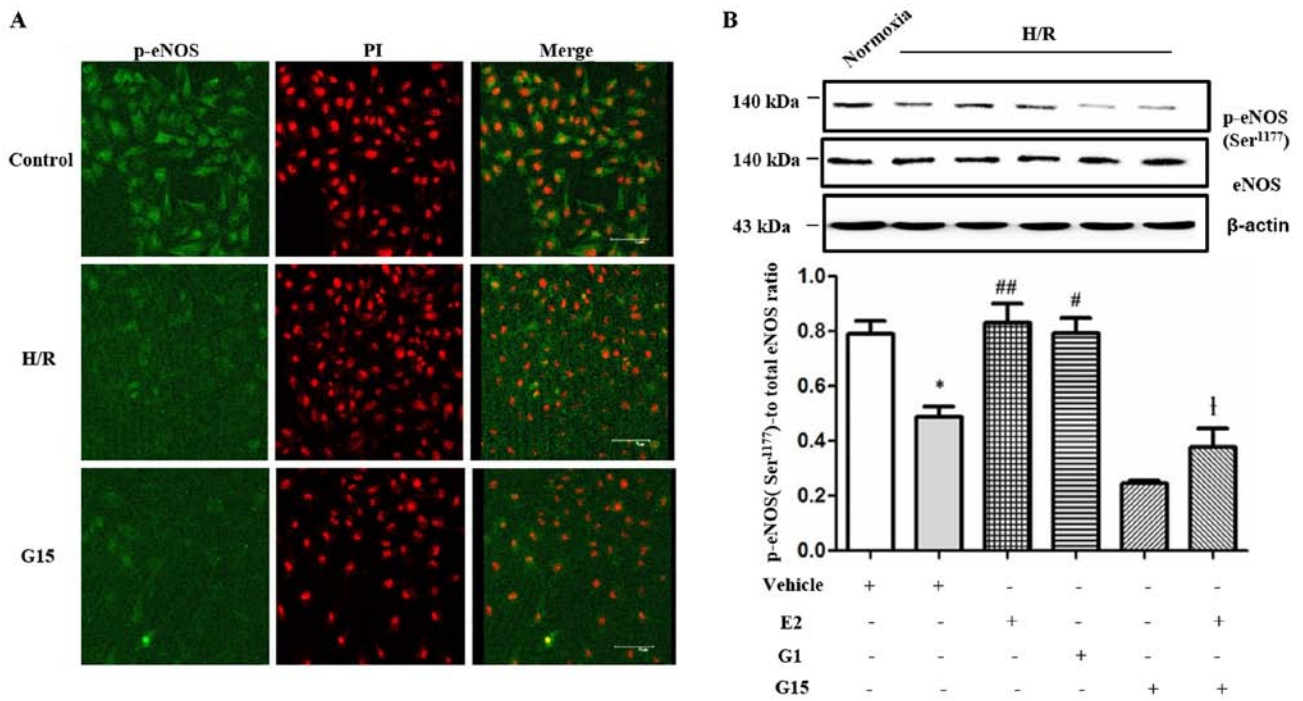 A
p-eNOS PI Merge
Control
H/R
G15
B
Normoxia
H/R
140 kDa
p-eNOS
(Ser¹¹⁷⁷)
140 kDa
eNOS
43 kDa
β-actin
p-eNOS( Ser¹¹⁷⁷)-to total eNOS ratio
1.0
0.8
0.6
0.4
0.2
0.0
*
##
#
ƚ
Vehicle + + - - - -
E2 - - + - - +
G1 - - - + - -
G15 - - - - + +